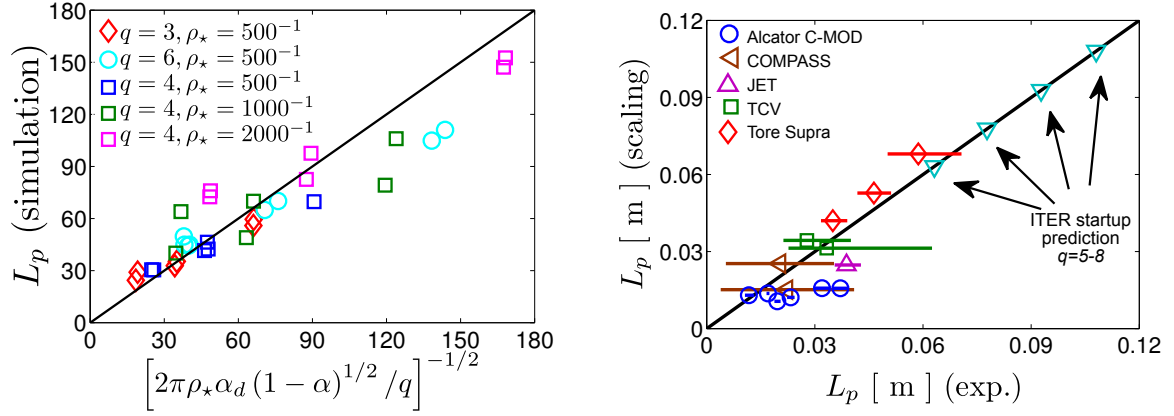 q = 3, ρ⋆ = 500⁻¹
q = 6, ρ⋆ = 500⁻¹
q = 4, ρ⋆ = 500⁻¹
q = 4, ρ⋆ = 1000⁻¹
q = 4, ρ⋆ = 2000⁻¹
L_p (simulation)
180
150
120
90
60
30
0
0 30 60 90 120 150 180
[2πρ⋆α_d (1 − α)^{1/2} /q]^{−1/2}
Alcator C-MOD
COMPASS
JET
TCV
Tore Supra
ITER startup
prediction
q=5-8
L_p [ m ] (scaling)
0.12
0.09
0.06
0.03
0
0 0.03 0.06 0.09 0.12
L_p [ m ] (exp.)